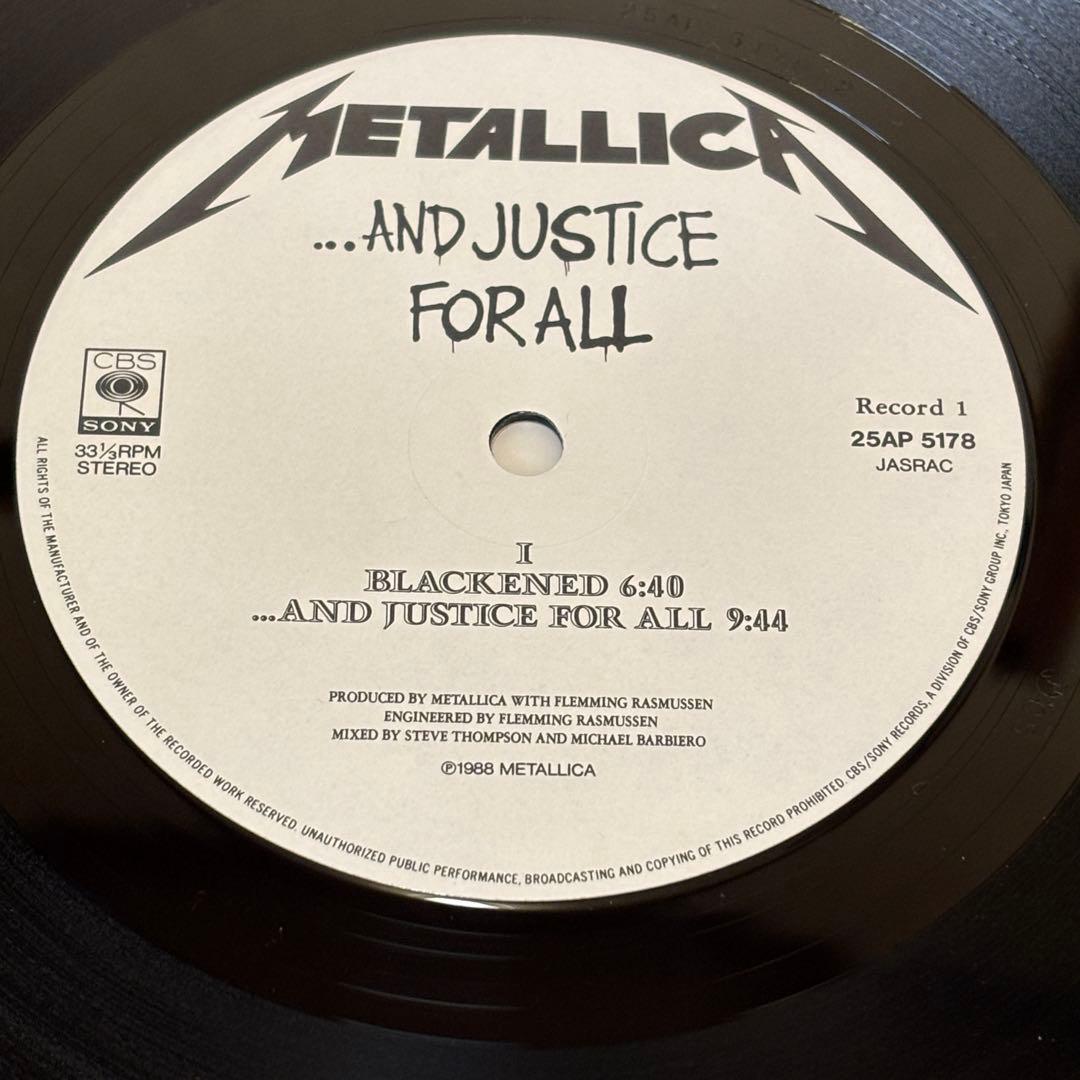 METALLICA
...AND JUSTICE
FOR ALL
CBS
SONY
33⅓RPM
STEREO
Record 1
25AP 5178
JASRAC
I
BLACKENED 6:40
...AND JUSTICE FOR ALL 9:44
PRODUCED BY METALLICA WITH FLEMMING RASMUSSEN
ENGINEERED BY FLEMMING RASMUSSEN
MIXED BY STEVE THOMPSON AND MICHAEL BARBIERO
℗1988 METALLICA
ALL RIGHTS OF THE MANUFACTURER AND OF THE OWNER OF THE RECORDED WORK RESERVED. UNAUTHORIZED PUBLIC PERFORMANCE, BROADCASTING AND COPYING OF THIS RECORD PROHIBITED. CBS/SONY RECORDS, A DIVISION OF CBS/SONY GROUP INC., TOKYO JAPAN